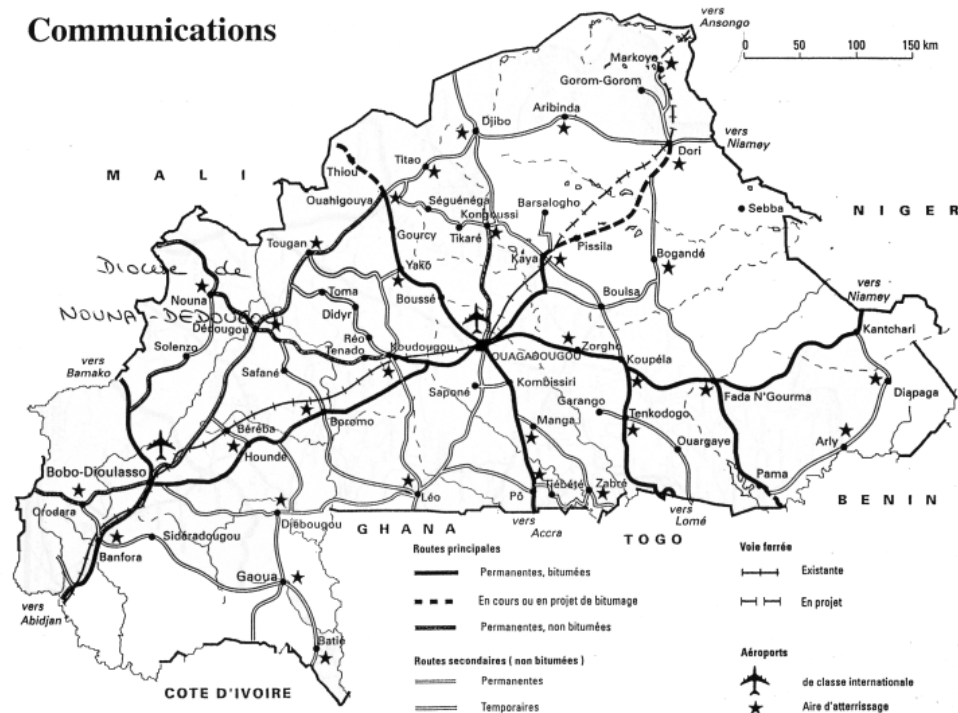 Communications
vers
Ansongo
0 50 100 150 km
Markoye
Gorom-Gorom
Aribinda
Djibo
vers
Niamey
Dori
Thiou
Titao
MALI
Ouahigouya
Séguénéga
Barsalogho
Kongoussi
Sebba
NIGER
Tikaré
Gourcy
Tougan
Pissila
Kaya
Bogandé
Diocèse de
Yako
Nouna
Toma
Boussé
Boulsa
vers
Niamey
NOUNA-DEDOUGOU
Didyr
Dédougou
Kantchari
Réo
Zorgho
Solenzo
Tenado
Koudougou
OUAGADOUGOU
Koupéla
vers
Bamako
Safané
Saponé
Kombissiri
Fada N'Gourma
Diapaga
Garango
Boromo
Manga
Tenkodogo
Béréba
Ouargaye
Arly
Houndé
Bobo-Dioulasso
Pama
Tiébélé
Zabré
Léo
Pô
BENIN
Orodara
Diébougou
GHANA
vers
Accra
vers
Lomé
TOGO
Banfora
Sidéradougou
Gaoua
vers
Abidjan
Batié
COTE D'IVOIRE
Routes principales
Permanentes, bitumées
En cours ou en projet de bitumage
Permanentes, non bitumées
Routes secondaires ( non bitumées )
Permanentes
Temporaires
Voie ferrée
Existante
En projet
Aéroports
de classe internationale
Aire d'atterrissage